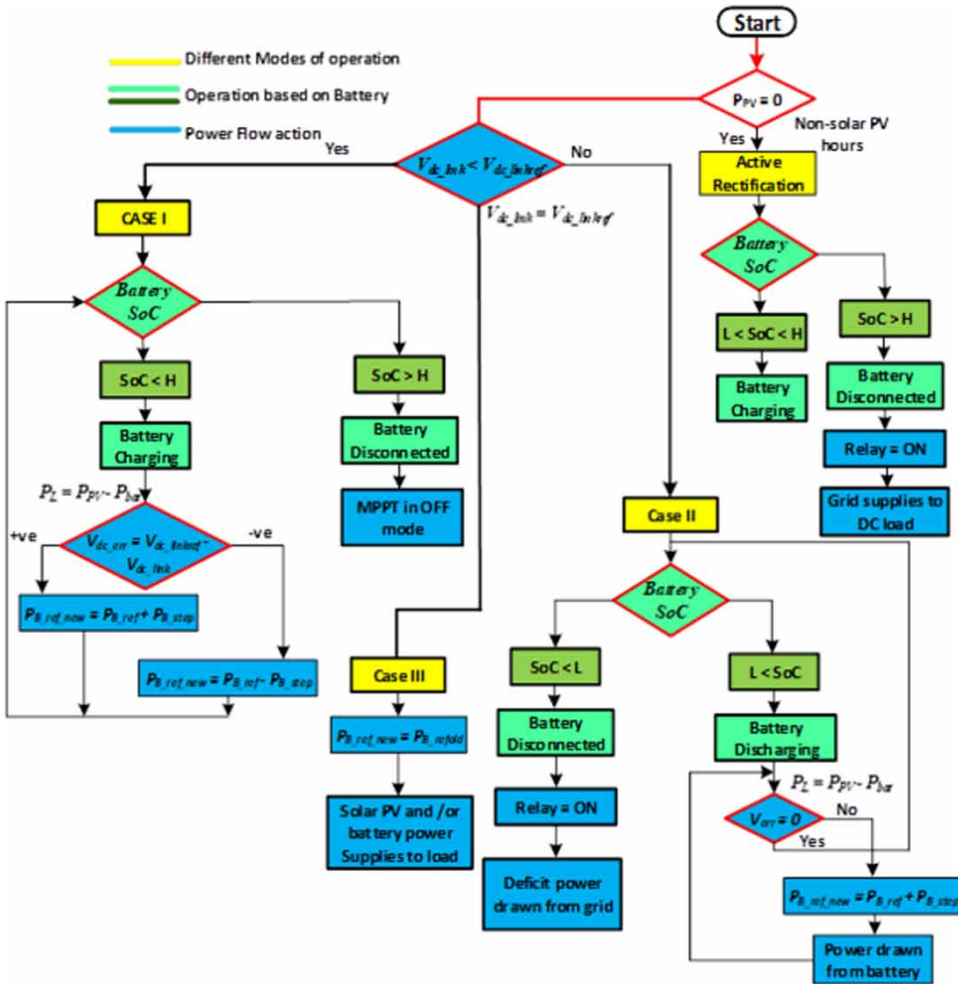 Start
Different Modes of operation
Operation based on Battery
Power Flow action
P_PV = 0
Non-solar PV
hours
Yes
Active
Rectification
Yes
V_dc_link < V_dc_linkref
No
V_dc_link = V_dc_linkref
CASE I
Battery
SoC
SoC < H
SoC > H
Battery
Charging
Battery
Disconnected
P_L = P_PV - P_bat
MPPT in OFF
mode
+ve
V_dc_err = V_dc_linkref -
V_dc_link
-ve
P_B_ref_new = P_B_ref + P_B_step
P_B_ref_new = P_B_ref - P_B_step
Battery
SoC
L < SoC < H
SoC > H
Battery
Charging
Battery
Disconnected
Relay = ON
Grid supplies to
DC load
Case II
Battery
SoC
SoC < L
L < SoC
Battery
Disconnected
Battery
Discharging
Relay = ON
Deficit power
drawn from grid
P_L = P_PV - P_bat
V_err = 0
No
Yes
P_B_ref_new = P_B_ref + P_B_step
Power drawn
from battery
Case III
P_B_ref_new = P_B_refold
Solar PV and /or
battery power
Supplies to load